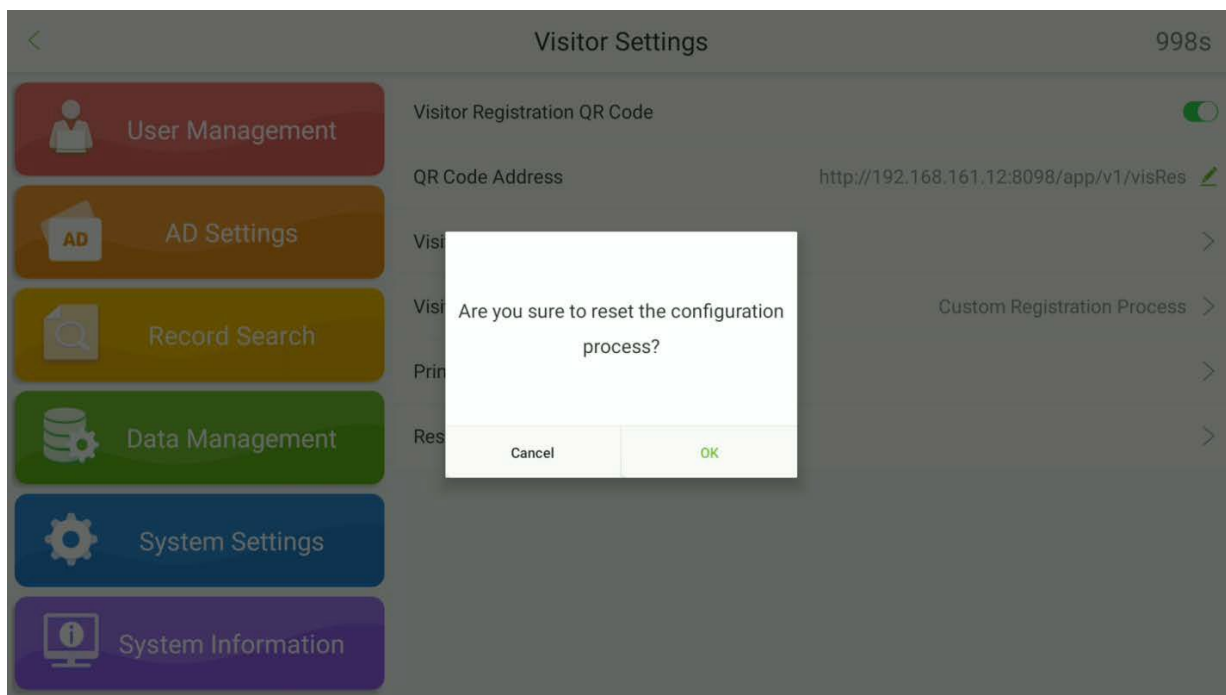 Visitor Settings
998s
User Management
AD
AD Settings
Record Search
Data Management
System Settings
System Information
Visitor Registration QR Code
QR Code Address
http://192.168.161.12:8098/app/v1/visRes
Visi
Visi
Custom Registration Process
Prin
Res
Are you sure to reset the configuration
process?
Cancel
OK